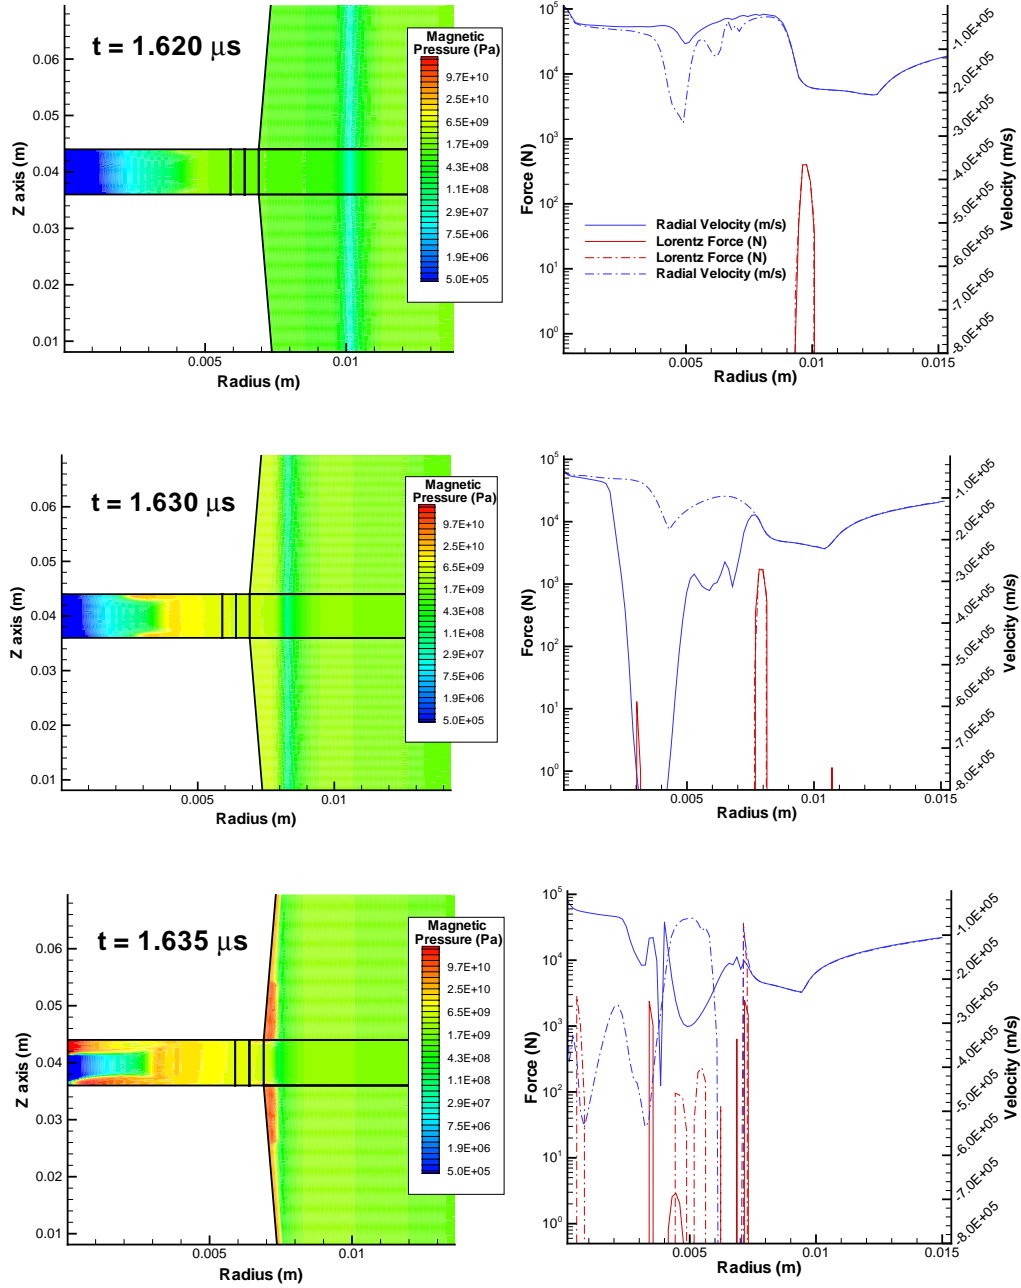 t = 1.620 μs
Magnetic
Pressure (Pa)
9.7E+10
2.5E+10
6.5E+09
1.7E+09
4.3E+08
1.1E+08
2.9E+07
7.5E+06
1.9E+06
5.0E+05
Z axis (m)
0.06
0.05
0.04
0.03
0.02
0.01
0.005
0.01
Radius (m)
Force (N)
10^5
10^4
10^3
10^2
10^1
10^0
Radial Velocity (m/s)
Lorentz Force (N)
Lorentz Force (N)
Radial Velocity (m/s)
-1.0E+05
-2.0E+05
-3.0E+05
-4.0E+05
-5.0E+05
-6.0E+05
-7.0E+05
-8.0E+05
Velocity (m/s)
0.005
0.01
0.015
Radius (m)
t = 1.630 μs
Magnetic
Pressure (Pa)
9.7E+10
2.5E+10
6.5E+09
1.7E+09
4.3E+08
1.1E+08
2.9E+07
7.5E+06
1.9E+06
5.0E+05
Z axis (m)
0.06
0.05
0.04
0.03
0.02
0.01
0.005
0.01
Radius (m)
Force (N)
10^5
10^4
10^3
10^2
10^1
10^0
-1.0E+05
-2.0E+05
-3.0E+05
-4.0E+05
-5.0E+05
-6.0E+05
-7.0E+05
-8.0E+05
Velocity (m/s)
0.005
0.01
0.015
Radius (m)
t = 1.635 μs
Magnetic
Pressure (Pa)
9.7E+10
2.5E+10
6.5E+09
1.7E+09
4.3E+08
1.1E+08
2.9E+07
7.5E+06
1.9E+06
5.0E+05
Z axis (m)
0.06
0.05
0.04
0.03
0.02
0.01
0.005
0.01
Radius (m)
Force (N)
10^5
10^4
10^3
10^2
10^1
10^0
-1.0E+05
-2.0E+05
-3.0E+05
-4.0E+05
-5.0E+05
-6.0E+05
-7.0E+05
-8.0E+05
Velocity (m/s)
0.005
0.01
0.015
Radius (m)